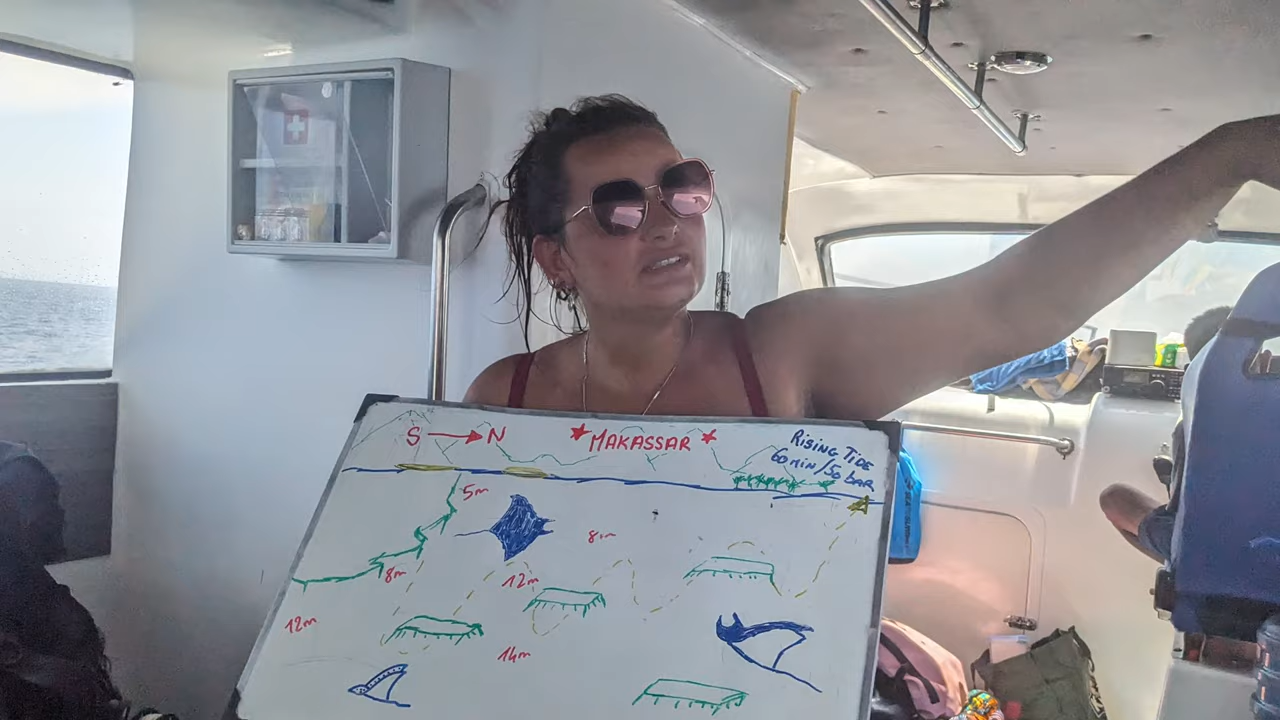 S → N
★ MAKASSAR ★
RISING TIDE
60 MIN / 50 BAR
5m
8m
8m
12m
12m
14m